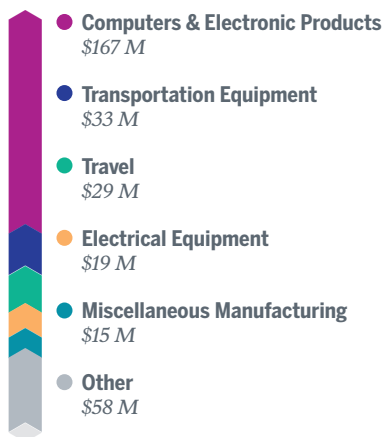 Computers & Electronic Products
$167 M
Transportation Equipment
$33 M
Travel
$29 M
Electrical Equipment
$19 M
Miscellaneous Manufacturing
$15 M
Other
$58 M